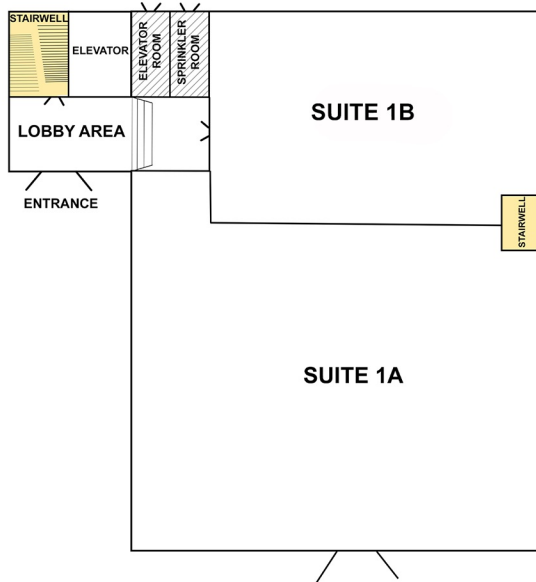 STAIRWELL
ELEVATOR
ELEVATOR
ROOM
SPRINKLER
ROOM
SUITE 1B
LOBBY AREA
ENTRANCE
STAIRWELL
SUITE 1A